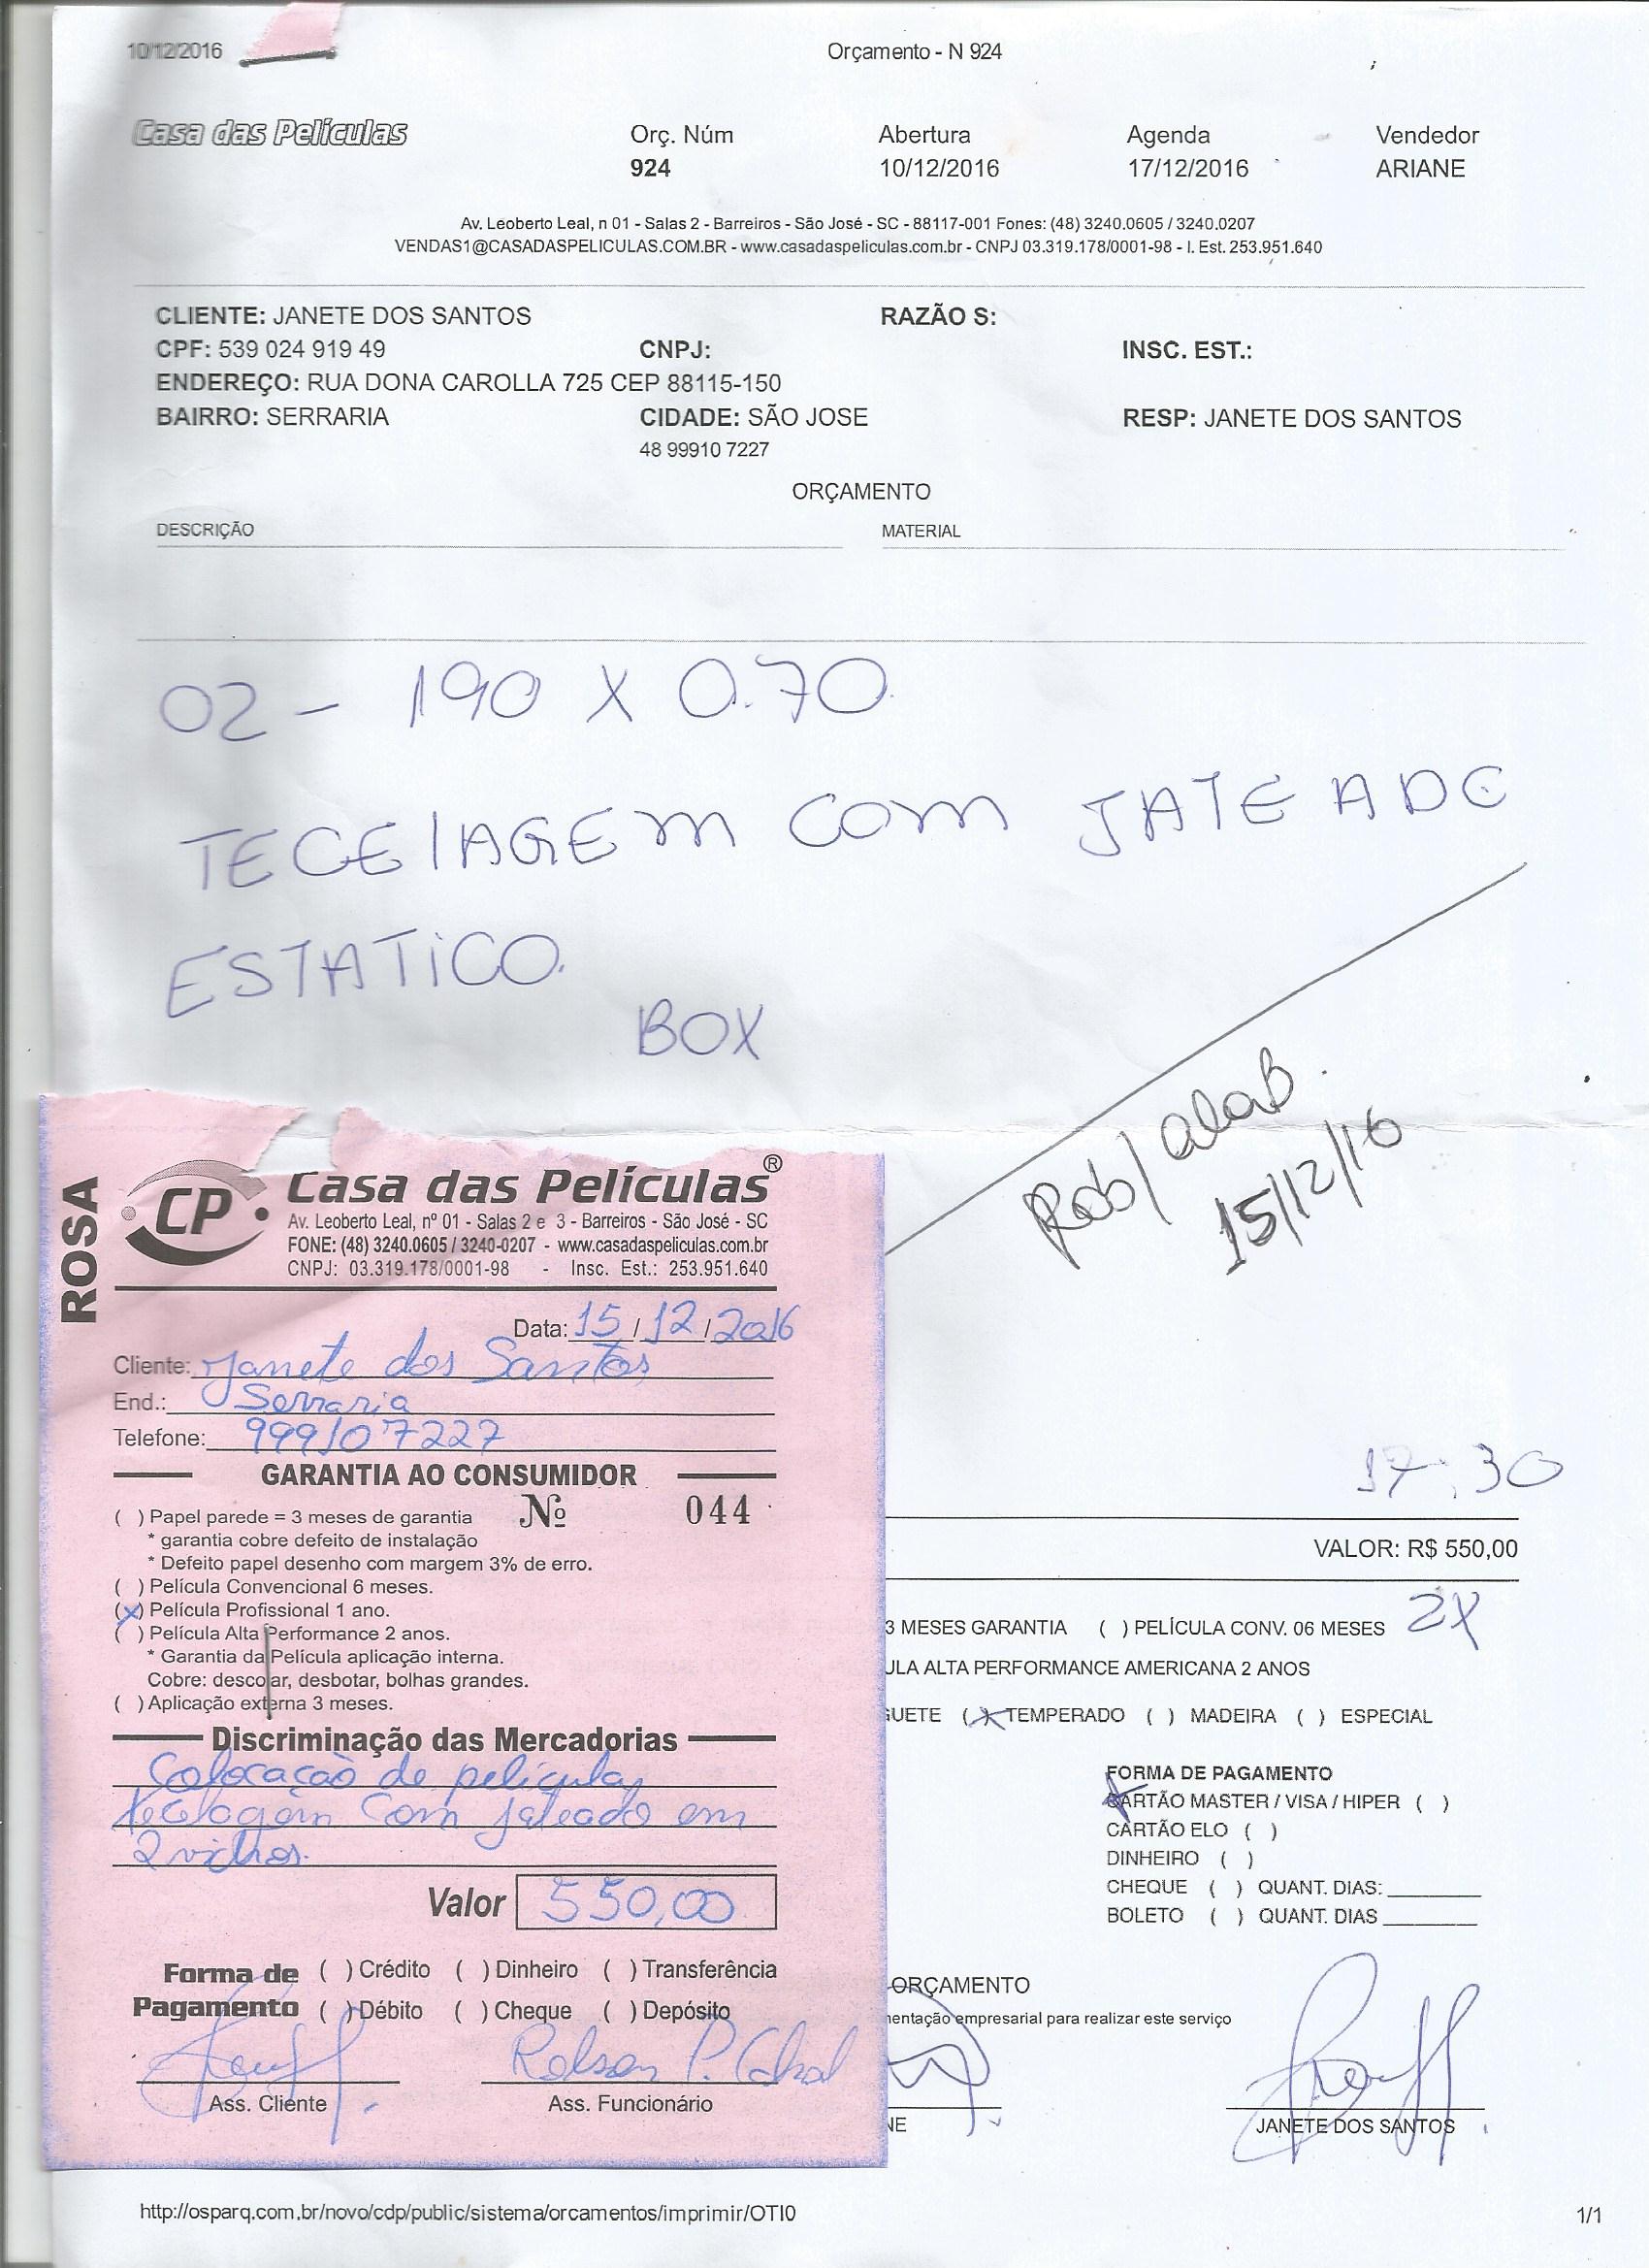 10/12/2016 Orçamento - N 924
Casa das Películas
Orç. Núm Abertura Agenda Vendedor
924 10/12/2016 17/12/2016 ARIANE
Av. Leoberto Leal, n 01 - Salas 2 - Barreiros - São José - SC - 88117-001 Fones: (48) 3240.0605 / 3240.0207
VENDAS1@CASADASPELICULAS.COM.BR - www.casadaspeliculas.com.br - CNPJ 03.319.178/0001-98 - I. Est. 253.951.640
CLIENTE: JANETE DOS SANTOS RAZÃO S:
CPF: 539 024 919 49 CNPJ: INSC. EST.:
ENDEREÇO: RUA DONA CAROLLA 725 CEP 88115-150
BAIRRO: SERRARIA CIDADE: SÃO JOSE RESP: JANETE DOS SANTOS
48 99910 7227
ORÇAMENTO
DESCRIÇÃO MATERIAL
02 - 190 X 0.70
TECElAGEM COM JATEADO
ESTATICO.
BOX
15/12/16
ROSA
CP Casa das Películas®
Av. Leoberto Leal, nº 01 - Salas 2 e 3 - Barreiros - São José - SC
FONE: (48) 3240.0605 / 3240-0207 - www.casadaspeliculas.com.br
CNPJ: 03.319.178/0001-98 - Insc. Est.: 253.951.640
Data: 15/12/2016
Cliente: Janete dos Santos
End.: Serraria
Telefone: 999107227
GARANTIA AO CONSUMIDOR
Nº 044
( ) Papel parede = 3 meses de garantia
* garantia cobre defeito de instalação
* Defeito papel desenho com margem 3% de erro.
( ) Película Convencional 6 meses.
(x) Película Profissional 1 ano.
( ) Película Alta Performance 2 anos.
* Garantia da Película aplicação interna.
Cobre: descolar, desbotar, bolhas grandes.
( ) Aplicação externa 3 meses.
Discriminação das Mercadorias
Colocação de pelicula
tecelagem com jateado em
2 vidros.
Valor 550,00
Forma de ( ) Crédito ( ) Dinheiro ( ) Transferência
Pagamento ( ) Débito ( ) Cheque ( ) Depósito
Ass. Cliente Ass. Funcionário
17:30
VALOR: R$ 550,00
3 MESES GARANTIA ( ) PELÍCULA CONV. 06 MESES 2X
ULA ALTA PERFORMANCE AMERICANA 2 ANOS
UETE (X) TEMPERADO ( ) MADEIRA ( ) ESPECIAL
FORMA DE PAGAMENTO
CARTÃO MASTER / VISA / HIPER ( )
CARTÃO ELO ( )
DINHEIRO ( )
CHEQUE ( ) QUANT. DIAS:
BOLETO ( ) QUANT. DIAS
ORÇAMENTO
entação empresarial para realizar este serviço
NE JANETE DOS SANTOS
http://osparq.com.br/novo/cdp/public/sistema/orcamentos/imprimir/OTI0 1/1